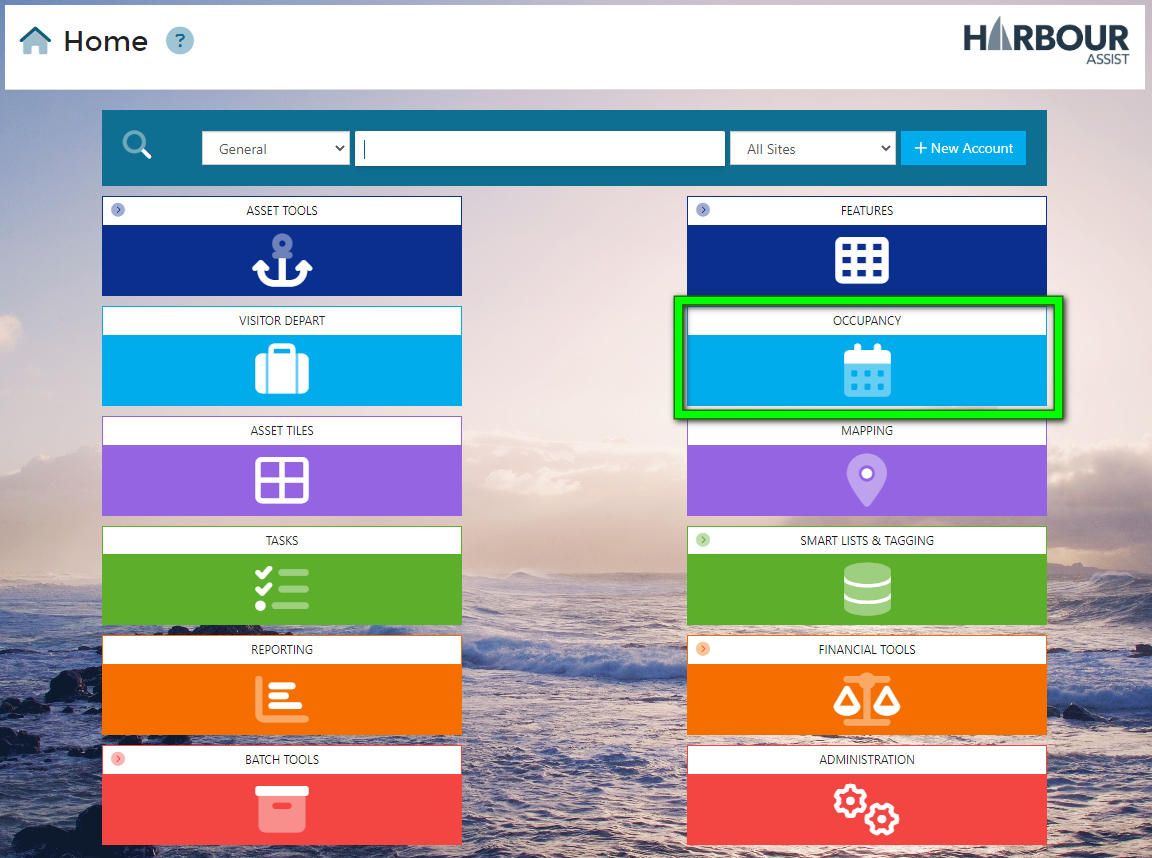 Home ?
HARBOUR
ASSIST
General
All Sites
+ New Account
ASSET TOOLS
FEATURES
VISITOR DEPART
OCCUPANCY
ASSET TILES
MAPPING
TASKS
SMART LISTS & TAGGING
REPORTING
FINANCIAL TOOLS
BATCH TOOLS
ADMINISTRATION